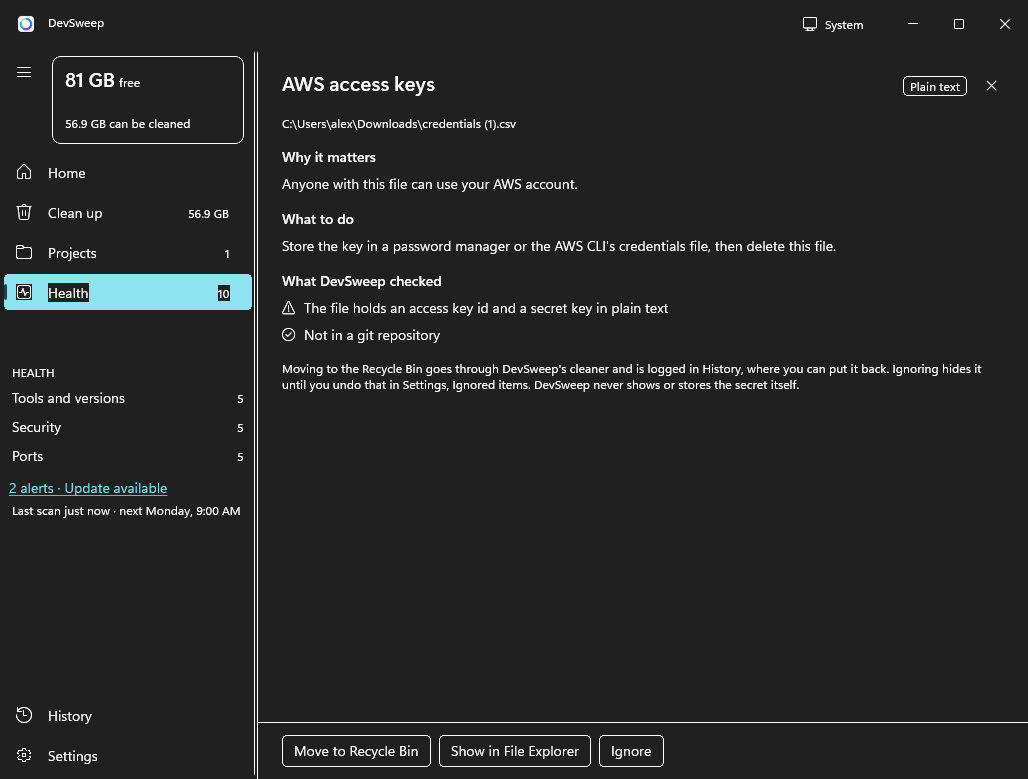 DevSweep
System
81 GB free
56.9 GB can be cleaned
Home
Clean up 56.9 GB
Projects 1
Health 10
HEALTH
Tools and versions 5
Security 5
Ports 5
2 alerts · Update available
Last scan just now · next Monday, 9:00 AM
History
Settings
AWS access keys
Plain text
C:\Users\alex\Downloads\credentials (1).csv
Why it matters
Anyone with this file can use your AWS account.
What to do
Store the key in a password manager or the AWS CLI's credentials file, then delete this file.
What DevSweep checked
The file holds an access key id and a secret key in plain text
Not in a git repository
Moving to the Recycle Bin goes through DevSweep's cleaner and is logged in History, where you can put it back. Ignoring hides it
until you undo that in Settings, Ignored items. DevSweep never shows or stores the secret itself.
Move to Recycle Bin
Show in File Explorer
Ignore